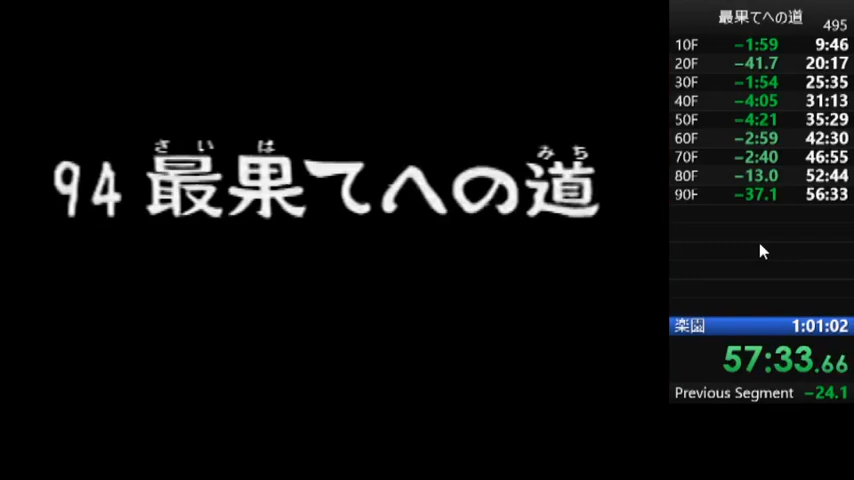 さい は みち
94 最果てへの道
最果てへの道
495
10F -1:59 9:46
20F -41.7 20:17
30F -1:54 25:35
40F -4:05 31:13
50F -4:21 35:29
60F -2:59 42:30
70F -2:40 46:55
80F -13.0 52:44
90F -37.1 56:33
楽園 1:01:02
57:33.66
Previous Segment -24.1